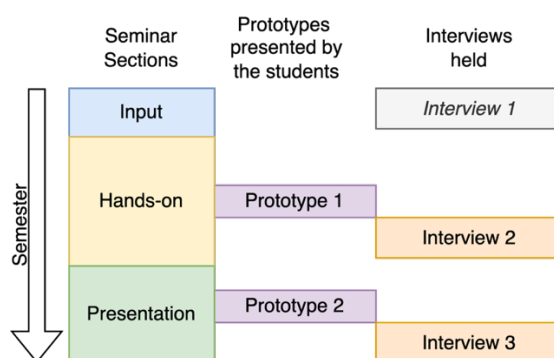 Seminar
Sections
Prototypes
presented by
the students
Interviews
held
Semester
Input
Interview 1
Hands-on
Prototype 1
Interview 2
Presentation
Prototype 2
Interview 3